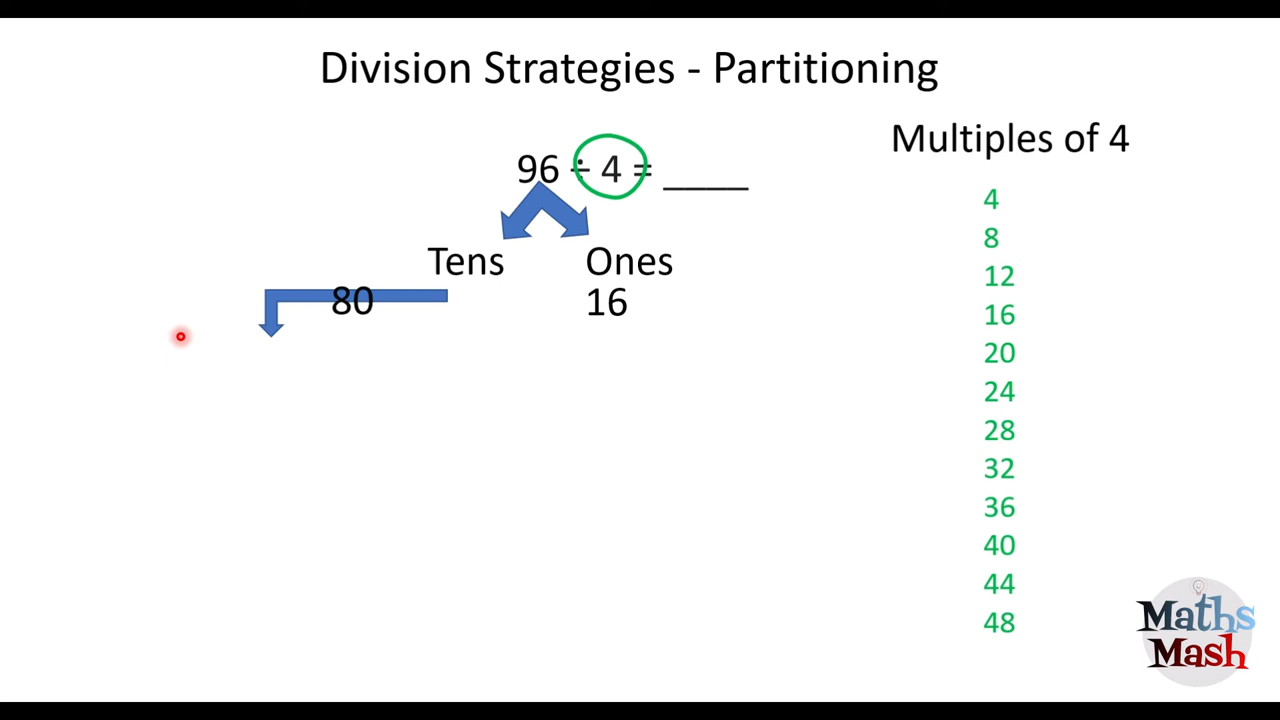 Division Strategies - Partitioning
Multiples of 4
96 ÷ 4 = ____
Tens Ones
80 16
4
8
12
16
20
24
28
32
36
40
44
48
Maths
Mash